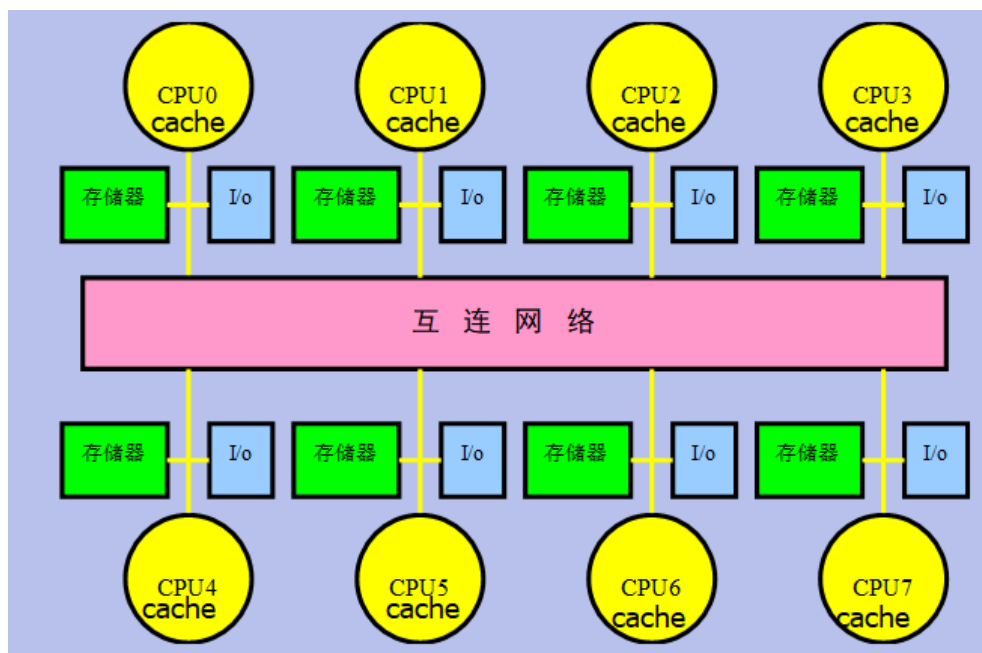 CPU0 CPU1 CPU2 CPU3
cache cache cache cache
存储器 I/o 存储器 I/o 存储器 I/o 存储器 I/o
互连网络
存储器 I/o 存储器 I/o 存储器 I/o 存储器 I/o
CPU4 CPU5 CPU6 CPU7
cache cache cache cache